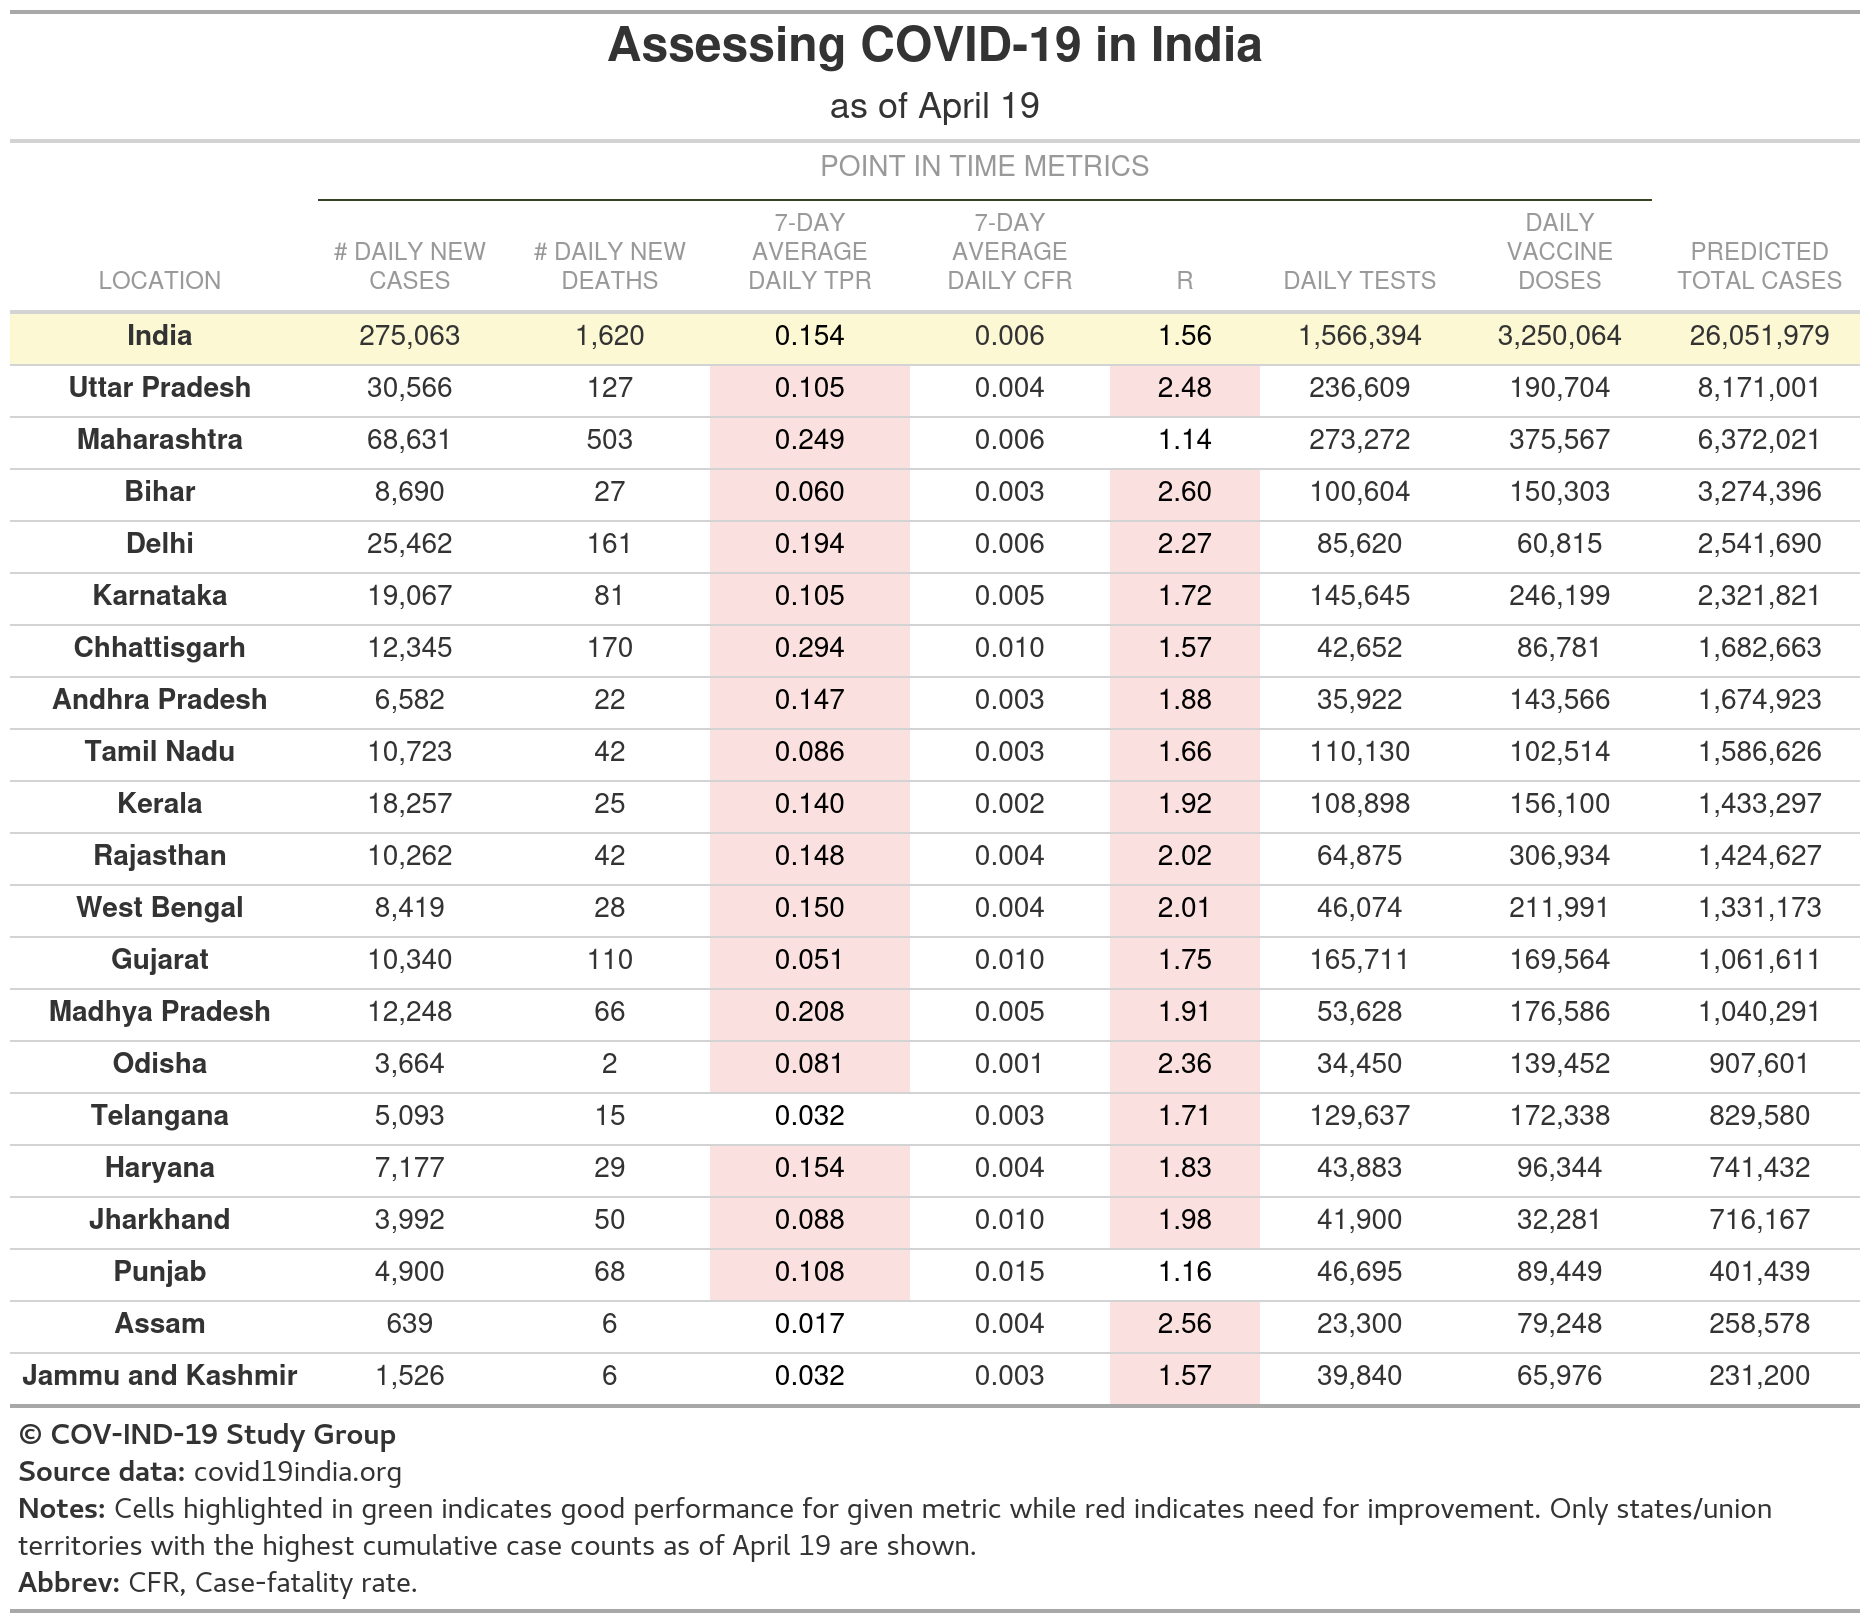 Assessing COVID-19 in India
as of April 19
POINT IN TIME METRICS
LOCATION # DAILY NEW CASES # DAILY NEW DEATHS 7-DAY AVERAGE DAILY TPR 7-DAY AVERAGE DAILY CFR R DAILY TESTS DAILY VACCINE DOSES PREDICTED TOTAL CASES
India 275,063 1,620 0.154 0.006 1.56 1,566,394 3,250,064 26,051,979
Uttar Pradesh 30,566 127 0.105 0.004 2.48 236,609 190,704 8,171,001
Maharashtra 68,631 503 0.249 0.006 1.14 273,272 375,567 6,372,021
Bihar 8,690 27 0.060 0.003 2.60 100,604 150,303 3,274,396
Delhi 25,462 161 0.194 0.006 2.27 85,620 60,815 2,541,690
Karnataka 19,067 81 0.105 0.005 1.72 145,645 246,199 2,321,821
Chhattisgarh 12,345 170 0.294 0.010 1.57 42,652 86,781 1,682,663
Andhra Pradesh 6,582 22 0.147 0.003 1.88 35,922 143,566 1,674,923
Tamil Nadu 10,723 42 0.086 0.003 1.66 110,130 102,514 1,586,626
Kerala 18,257 25 0.140 0.002 1.92 108,898 156,100 1,433,297
Rajasthan 10,262 42 0.148 0.004 2.02 64,875 306,934 1,424,627
West Bengal 8,419 28 0.150 0.004 2.01 46,074 211,991 1,331,173
Gujarat 10,340 110 0.051 0.010 1.75 165,711 169,564 1,061,611
Madhya Pradesh 12,248 66 0.208 0.005 1.91 53,628 176,586 1,040,291
Odisha 3,664 2 0.081 0.001 2.36 34,450 139,452 907,601
Telangana 5,093 15 0.032 0.003 1.71 129,637 172,338 829,580
Haryana 7,177 29 0.154 0.004 1.83 43,883 96,344 741,432
Jharkhand 3,992 50 0.088 0.010 1.98 41,900 32,281 716,167
Punjab 4,900 68 0.108 0.015 1.16 46,695 89,449 401,439
Assam 639 6 0.017 0.004 2.56 23,300 79,248 258,578
Jammu and Kashmir 1,526 6 0.032 0.003 1.57 39,840 65,976 231,200
© COV-IND-19 Study Group
Source data: covid19india.org
Notes: Cells highlighted in green indicates good performance for given metric while red indicates need for improvement. Only states/union
territories with the highest cumulative case counts as of April 19 are shown.
Abbrev: CFR, Case-fatality rate.